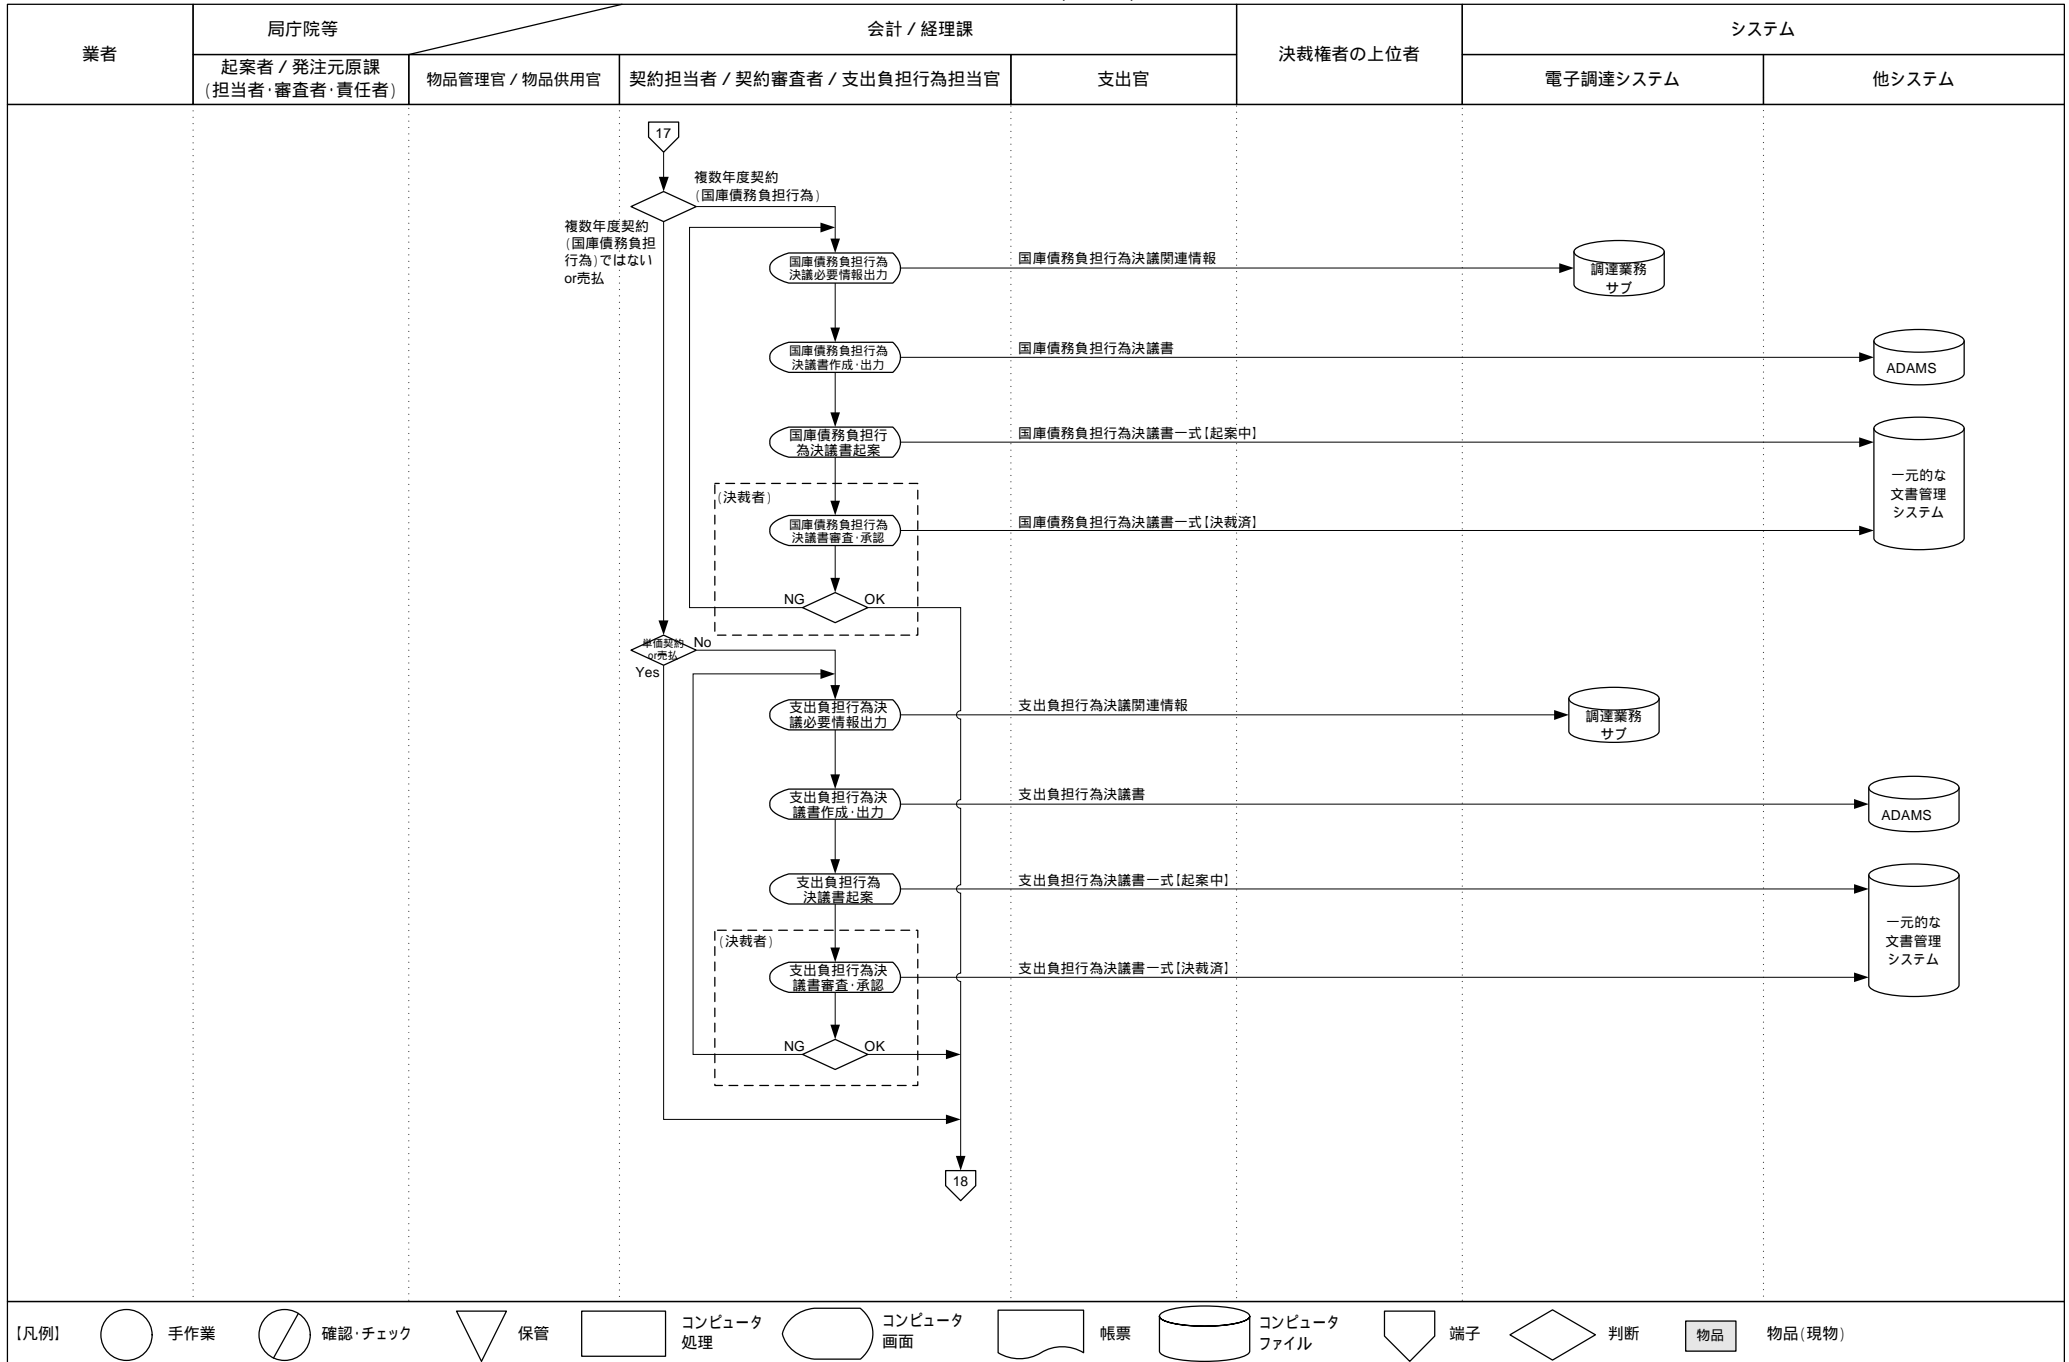 業者
局庁院等
会計 / 経理課
決裁権者の上位者
システム
起案者 / 発注元原課
(担当者･審査者･責任者)
物品管理官 / 物品供用官
契約担当者 / 契約審査者 / 支出負担行為担当官
支出官
電子調達システム
他システム
17
複数年度契約
(国庫債務負担行為)
複数年度契約
(国庫債務負担
行為)ではない
or売払
国庫債務負担行為
決議必要情報出力
国庫債務負担行為決議関連情報
調達業務
サブ
国庫債務負担行為
決議書作成･出力
国庫債務負担行為決議書
ADAMS
国庫債務負担行
為決議書起案
国庫債務負担行為決議書一式【起案中】
一元的な
文書管理
システム
(決裁者)
国庫債務負担行為
決議書審査･承認
国庫債務負担行為決議書一式【決裁済】
NG
OK
単価契約
or売払
No
Yes
支出負担行為決
議必要情報出力
支出負担行為決議関連情報
調達業務
サブ
支出負担行為決
議書作成･出力
支出負担行為決議書
ADAMS
支出負担行為
決議書起案
支出負担行為決議書一式【起案中】
一元的な
文書管理
システム
(決裁者)
支出負担行為決
議書審査･承認
支出負担行為決議書一式【決裁済】
NG
OK
18
【凡例】
手作業
確認･チェック
保管
コンピュータ
処理
コンピュータ
画面
帳票
コンピュータ
ファイル
端子
判断
物品
物品(現物)